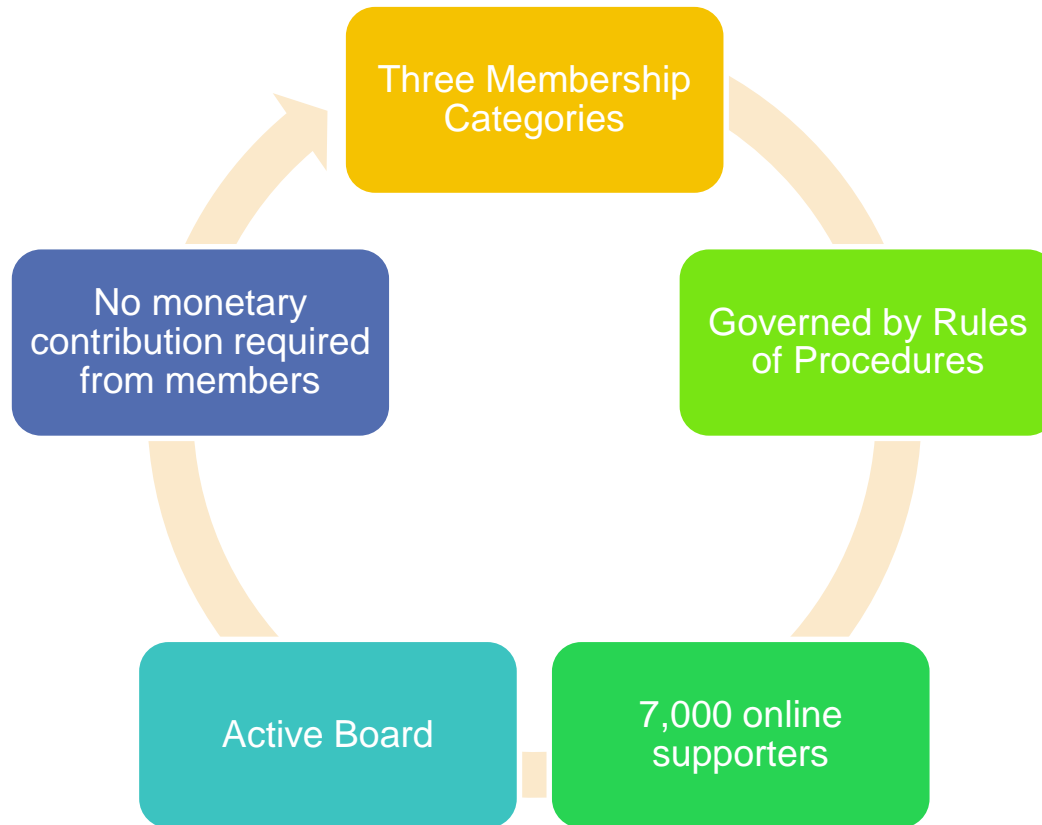 Three Membership
Categories
Governed by Rules
of Procedures
7,000 online
supporters
Active Board
No monetary
contribution required
from members